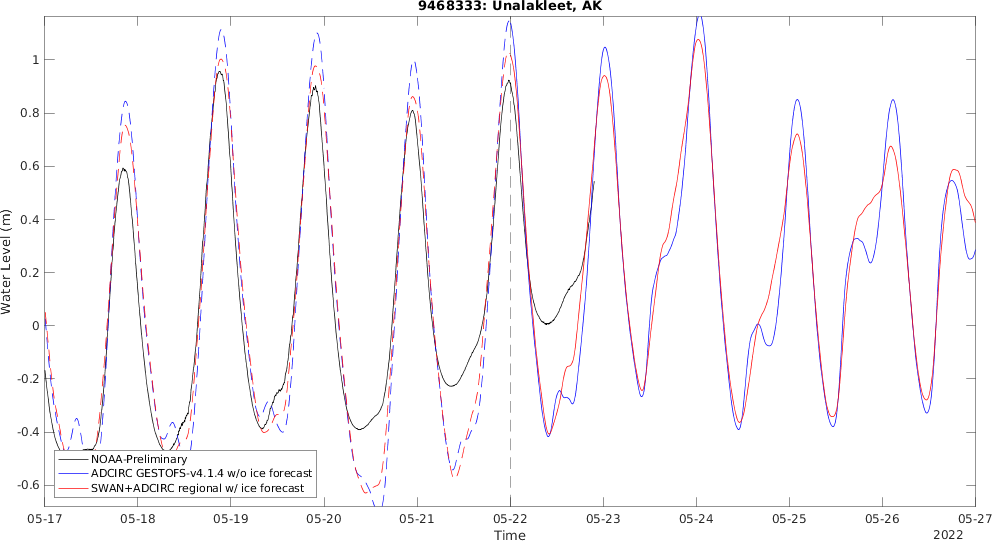 9468333: Unalakleet, AK
Water Level (m)
1
0.8
0.6
0.4
0.2
0
-0.2
-0.4
-0.6
NOAA-Preliminary
ADCIRC GESTOFS-v4.1.4 w/o ice forecast
SWAN+ADCIRC regional w/ ice forecast
05-17 05-18 05-19 05-20 05-21 05-22 05-23 05-24 05-25 05-26 05-27
Time
2022